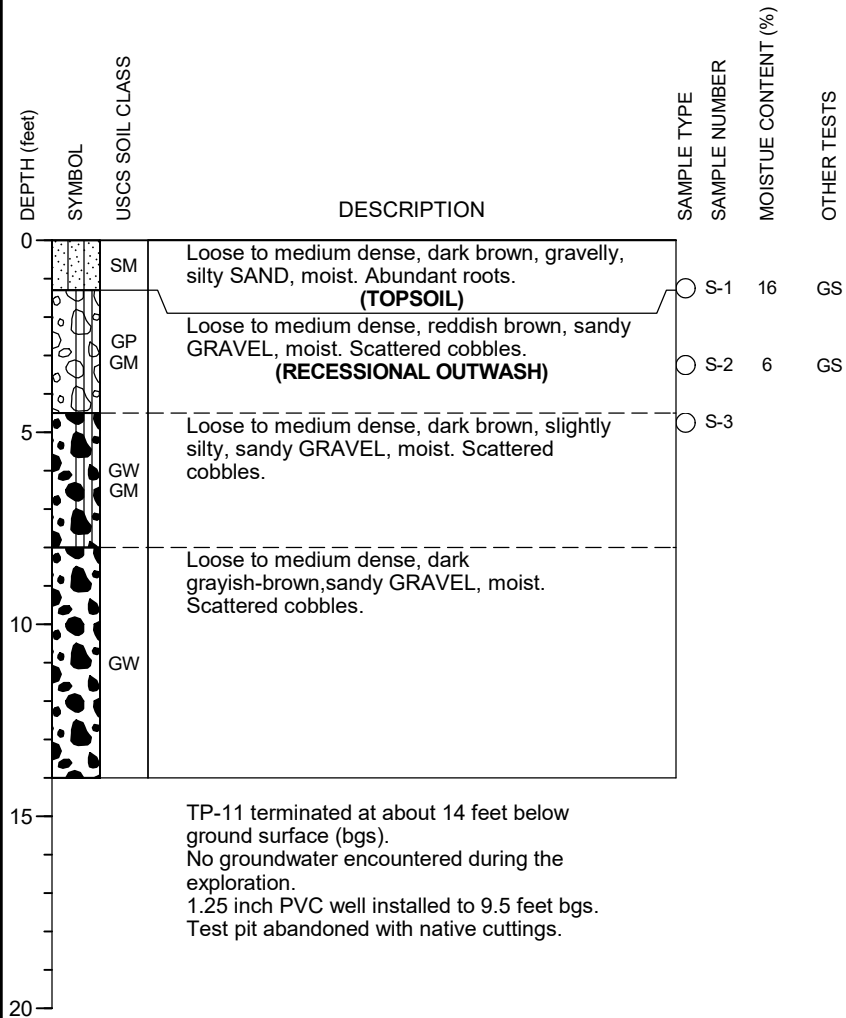 DEPTH (feet)
SYMBOL
USCS SOIL CLASS
DESCRIPTION
SAMPLE TYPE
SAMPLE NUMBER
MOISTUE CONTENT (%)
OTHER TESTS
0
SM
Loose to medium dense, dark brown, gravelly,
silty SAND, moist. Abundant roots.
(TOPSOIL)
S-1 16 GS
GP
GM
Loose to medium dense, reddish brown, sandy
GRAVEL, moist. Scattered cobbles.
(RECESSIONAL OUTWASH)
S-2 6 GS
5
GW
GM
Loose to medium dense, dark brown, slightly
silty, sandy GRAVEL, moist. Scattered
cobbles.
S-3
10
GW
Loose to medium dense, dark
grayish-brown,sandy GRAVEL, moist.
Scattered cobbles.
15
TP-11 terminated at about 14 feet below
ground surface (bgs).
No groundwater encountered during the
exploration.
1.25 inch PVC well installed to 9.5 feet bgs.
Test pit abandoned with native cuttings.
20